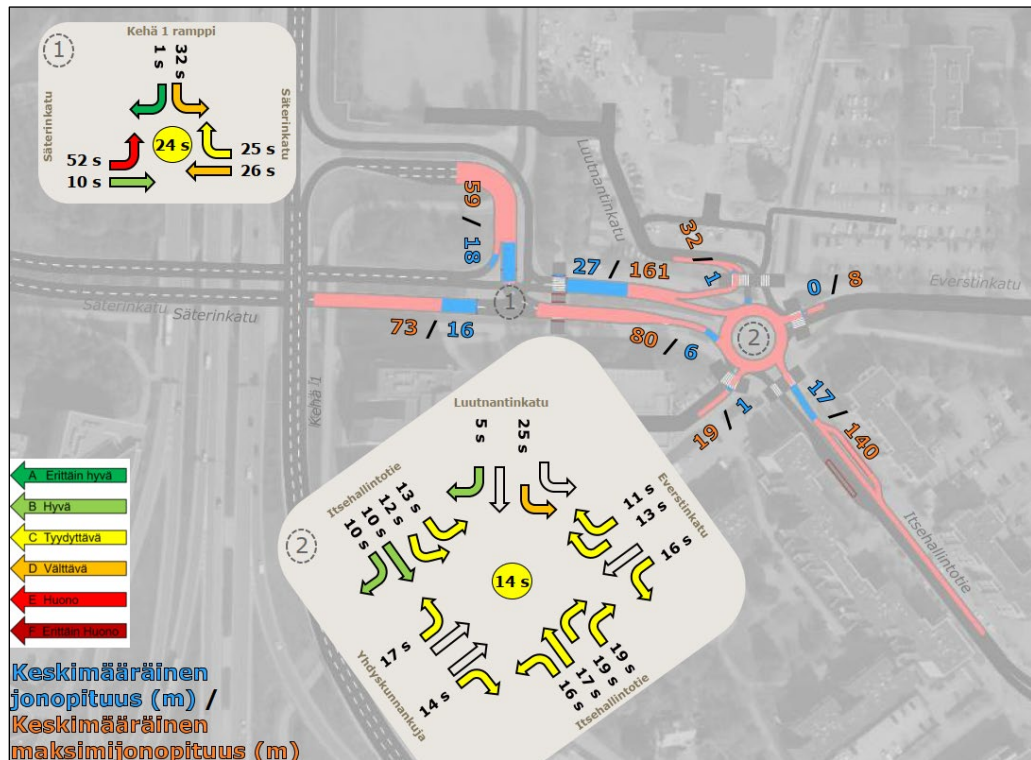 1
Kehä 1 ramppi
1 s
32 s
Säterinkatu
Säterinkatu
24 s
52 s
10 s
25 s
26 s
59 / 18
Luutnantinkatu
32 / 1
27 / 161
0 / 8
Everstinkatu
Säterinkatu
Säterinkatu
1
73 / 16
80 / 6
2
Kehä 1
19 / 1
17 / 140
Itsehallintotie
2
Luutnantinkatu
5 s
25 s
Itsehallintotie
13 s
12 s
10 s
10 s
Everstinkatu
11 s
13 s
16 s
14 s
Yhdyskunnankuja
17 s
14 s
19 s
19 s
17 s
16 s
Itsehallintotie
A Erittäin hyvä
B Hyvä
C Tyydyttävä
D Välttävä
E Huono
F Erittäin Huono
Keskimääräinen
jonopituus (m) /
Keskimääräinen
maksimijonopituus (m)